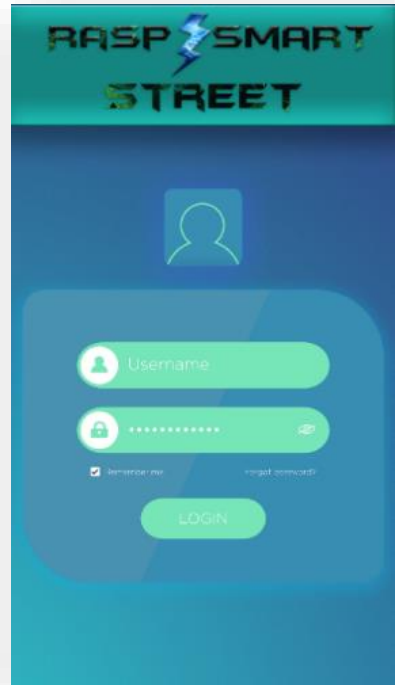 RASP SMART
STREET
Username
************
Remember me
Forgot password?
LOGIN